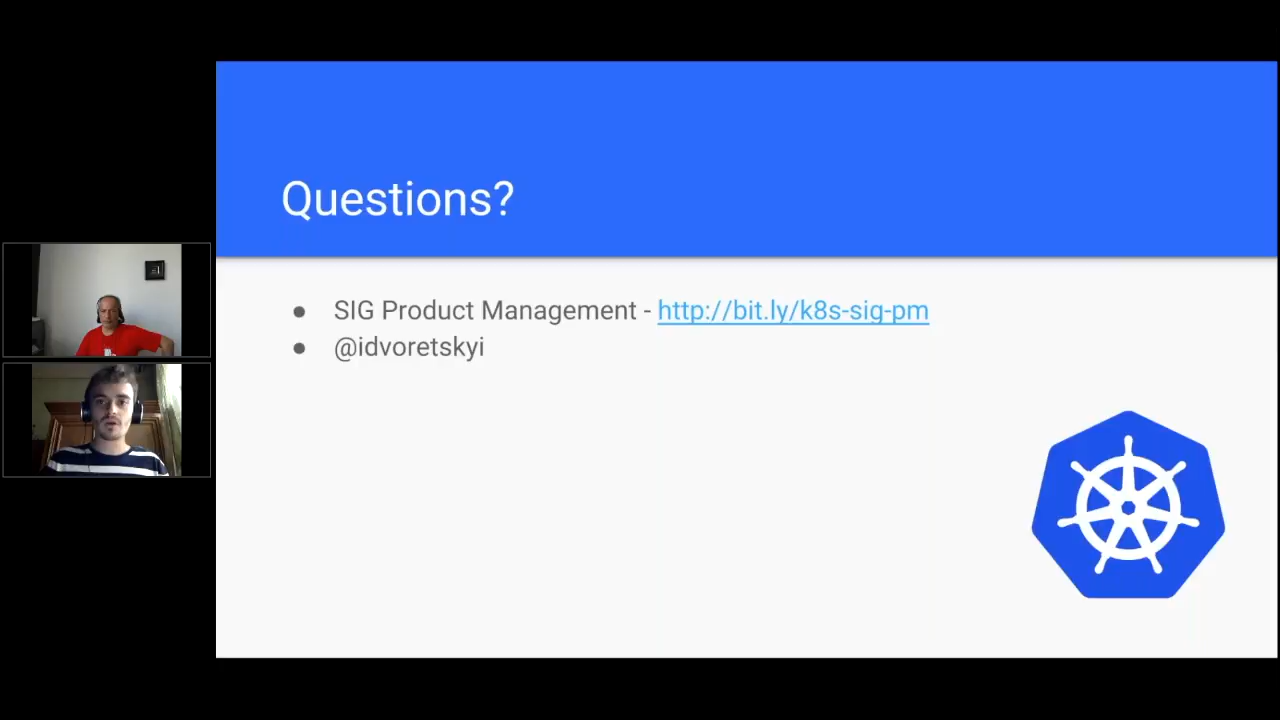 Questions?
SIG Product Management - http://bit.ly/k8s-sig-pm
@idvoretskyi